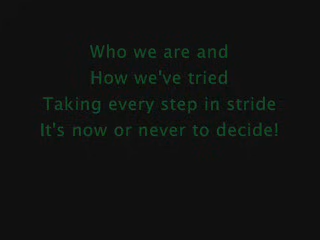 Who we are and
How we've tried
Taking every step in stride
It's now or never to decide!